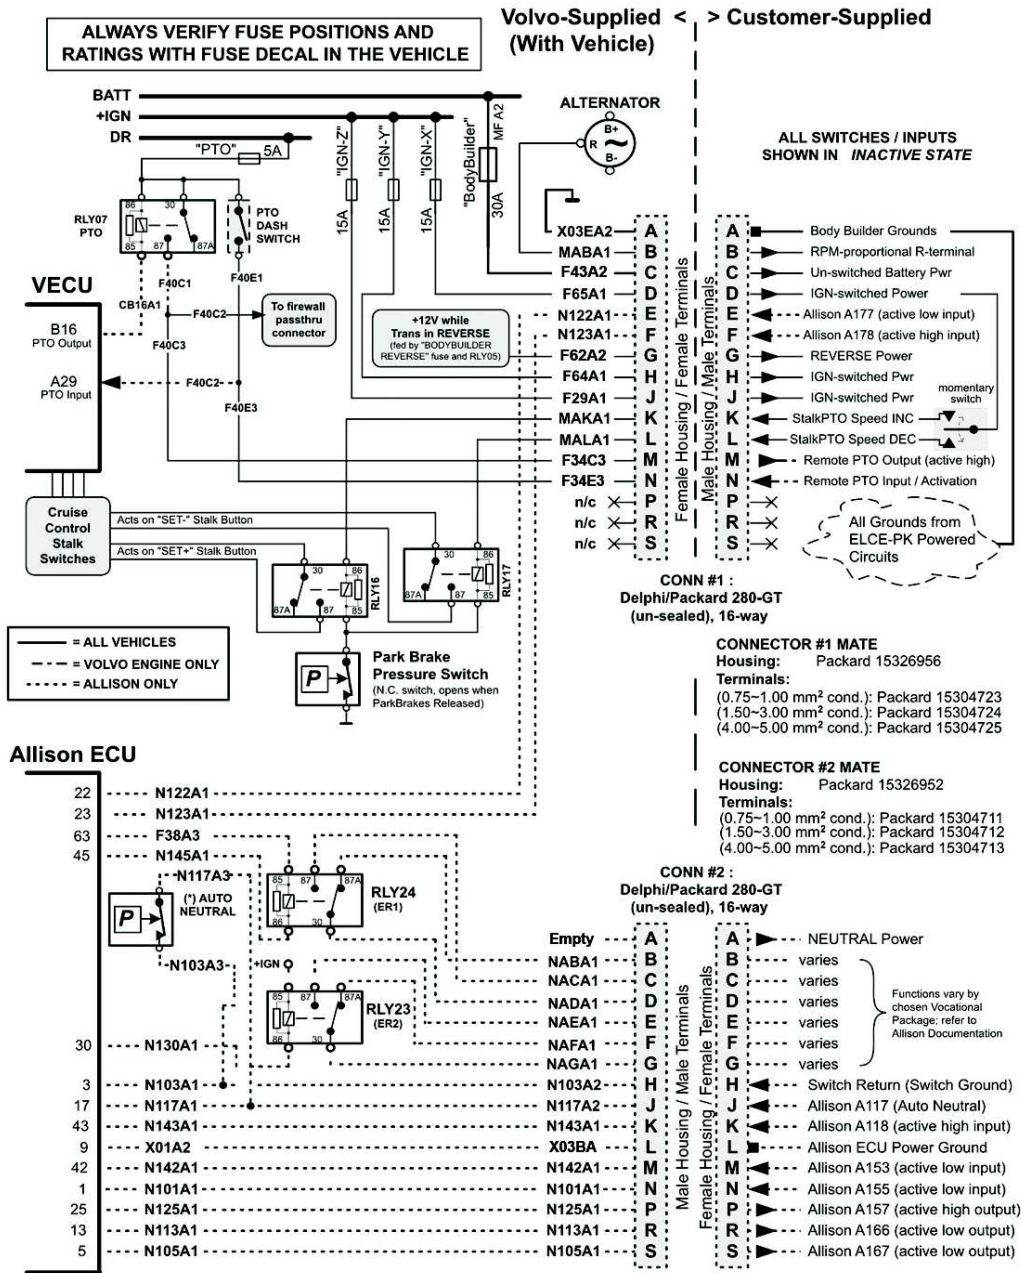 Volvo-Supplied < > Customer-Supplied
(With Vehicle)
ALWAYS VERIFY FUSE POSITIONS AND
RATINGS WITH FUSE DECAL IN THE VEHICLE
BATT
+IGN
DR
"PTO" 5A
"IGN-Z"
15A
"IGN-Y"
15A
"IGN-X"
15A
"BodyBuilder"
MF A2
30A
ALTERNATOR
B+
R
B-
ALL SWITCHES / INPUTS
SHOWN IN INACTIVE STATE
RLY07
PTO
86
30
85
87
87A
PTO
DASH
SWITCH
F40C1
F40E1
CB16A1
F40C2
F40C3
F40C2
F40E3
To firewall
passthru
connector
VECU
B16
PTO Output
A29
PTO Input
+12V while
Trans in REVERSE
(fed by "BODYBUILDER
REVERSE" fuse and RLY05)
X03EA2 A A Body Builder Grounds
MABA1 B B RPM-proportional R-terminal
F43A2 C C Un-switched Battery Pwr
F65A1 D D IGN-switched Power
N122A1 E E Allison A177 (active low input)
N123A1 F F Allison A178 (active high input)
F62A2 G G REVERSE Power
F64A1 H H IGN-switched Pwr
F29A1 J J IGN-switched Pwr
MAKA1 K K StalkPTO Speed INC
MALA1 L L StalkPTO Speed DEC
F34C3 M M Remote PTO Output (active high)
F34E3 N N Remote PTO Input / Activation
n/c P P
n/c R R
n/c S S
Female Housing / Female Terminals
Male Housing / Male Terminals
momentary
switch
All Grounds from
ELCE-PK Powered
Circuits
Cruise
Control
Stalk
Switches
Acts on "SET-" Stalk Button
Acts on "SET+" Stalk Button
30
86
87A
87
85
RLY16
30
86
87A
87
85
RLY17
CONN #1 :
Delphi/Packard 280-GT
(un-sealed), 16-way
= ALL VEHICLES
= VOLVO ENGINE ONLY
= ALLISON ONLY
P
Park Brake
Pressure Switch
(N.C. switch, opens when
ParkBrakes Released)
CONNECTOR #1 MATE
Housing: Packard 15326956
Terminals:
(0.75~1.00 mm² cond.): Packard 15304723
(1.50~3.00 mm² cond.): Packard 15304724
(4.00~5.00 mm² cond.): Packard 15304725
CONNECTOR #2 MATE
Housing: Packard 15326952
Terminals:
(0.75~1.00 mm² cond.): Packard 15304711
(1.50~3.00 mm² cond.): Packard 15304712
(4.00~5.00 mm² cond.): Packard 15304713
CONN #2 :
Delphi/Packard 280-GT
(un-sealed), 16-way
Allison ECU
22 N122A1
23 N123A1
63 F38A3
45 N145A1
N117A3
P
(*) AUTO
NEUTRAL
N103A3
85
87
87A
86
30
RLY24
(ER1)
+IGN
85
87
87A
86
30
RLY23
(ER2)
30 N130A1
3 N103A1
17 N117A1
43 N143A1
9 X01A2
42 N142A1
1 N101A1
25 N125A1
13 N113A1
5 N105A1
Empty A A NEUTRAL Power
NABA1 B B varies
NACA1 C C varies
NADA1 D D varies
NAEA1 E E varies
NAFA1 F F varies
NAGA1 G G varies
N103A2 H H Switch Return (Switch Ground)
N117A2 J J Allison A117 (Auto Neutral)
N143A1 K K Allison A118 (active high input)
X03BA L L Allison ECU Power Ground
N142A1 M M Allison A153 (active low input)
N101A1 N N Allison A155 (active low input)
N125A1 P P Allison A157 (active high output)
N113A1 R R Allison A166 (active low output)
N105A1 S S Allison A167 (active low output)
Male Housing / Male Terminals
Female Housing / Female Terminals
Functions vary by
chosen Vocational
Package; refer to
Allison Documentation